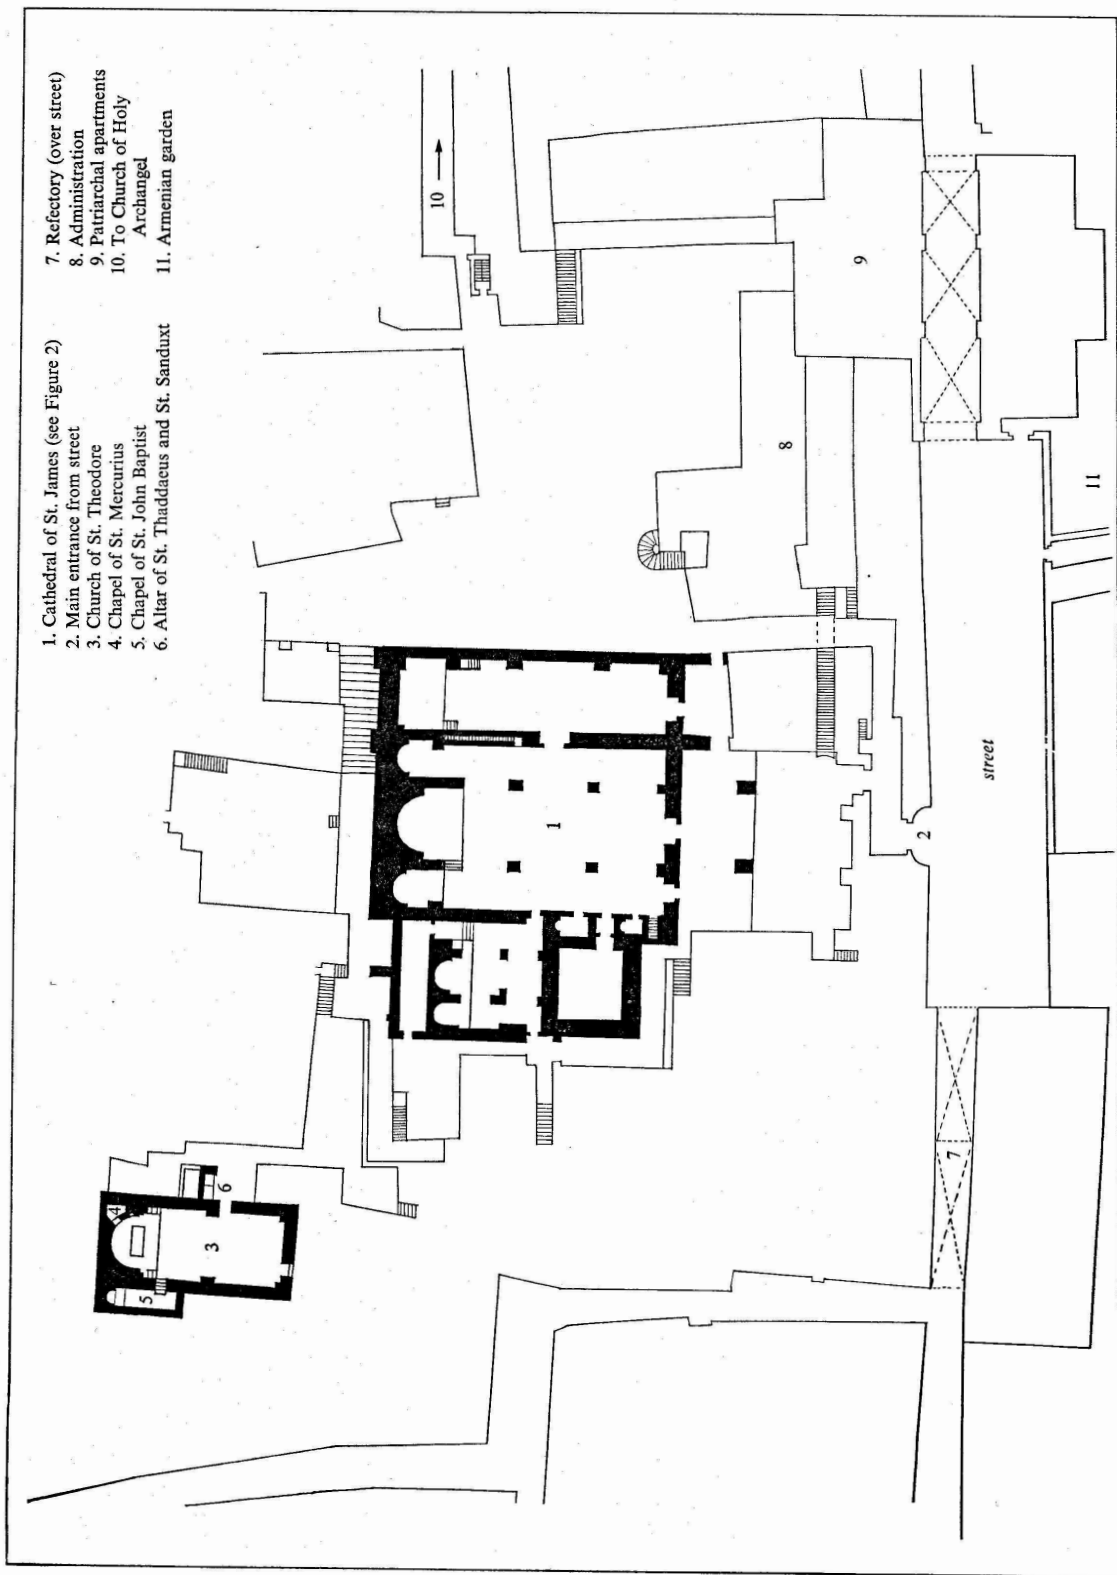 1. Cathedral of St. James (see Figure 2)
2. Main entrance from street
3. Church of St. Theodore
4. Chapel of St. Mercurius
5. Chapel of St. John Baptist
6. Altar of St. Thaddaeus and St. Sanduxt
7. Refectory (over street)
8. Administration
9. Patriarchal apartments
10. To Church of Holy
Archangel
11. Armenian garden
5
4
3
6
1
10 →
9
8
7
2
street
11